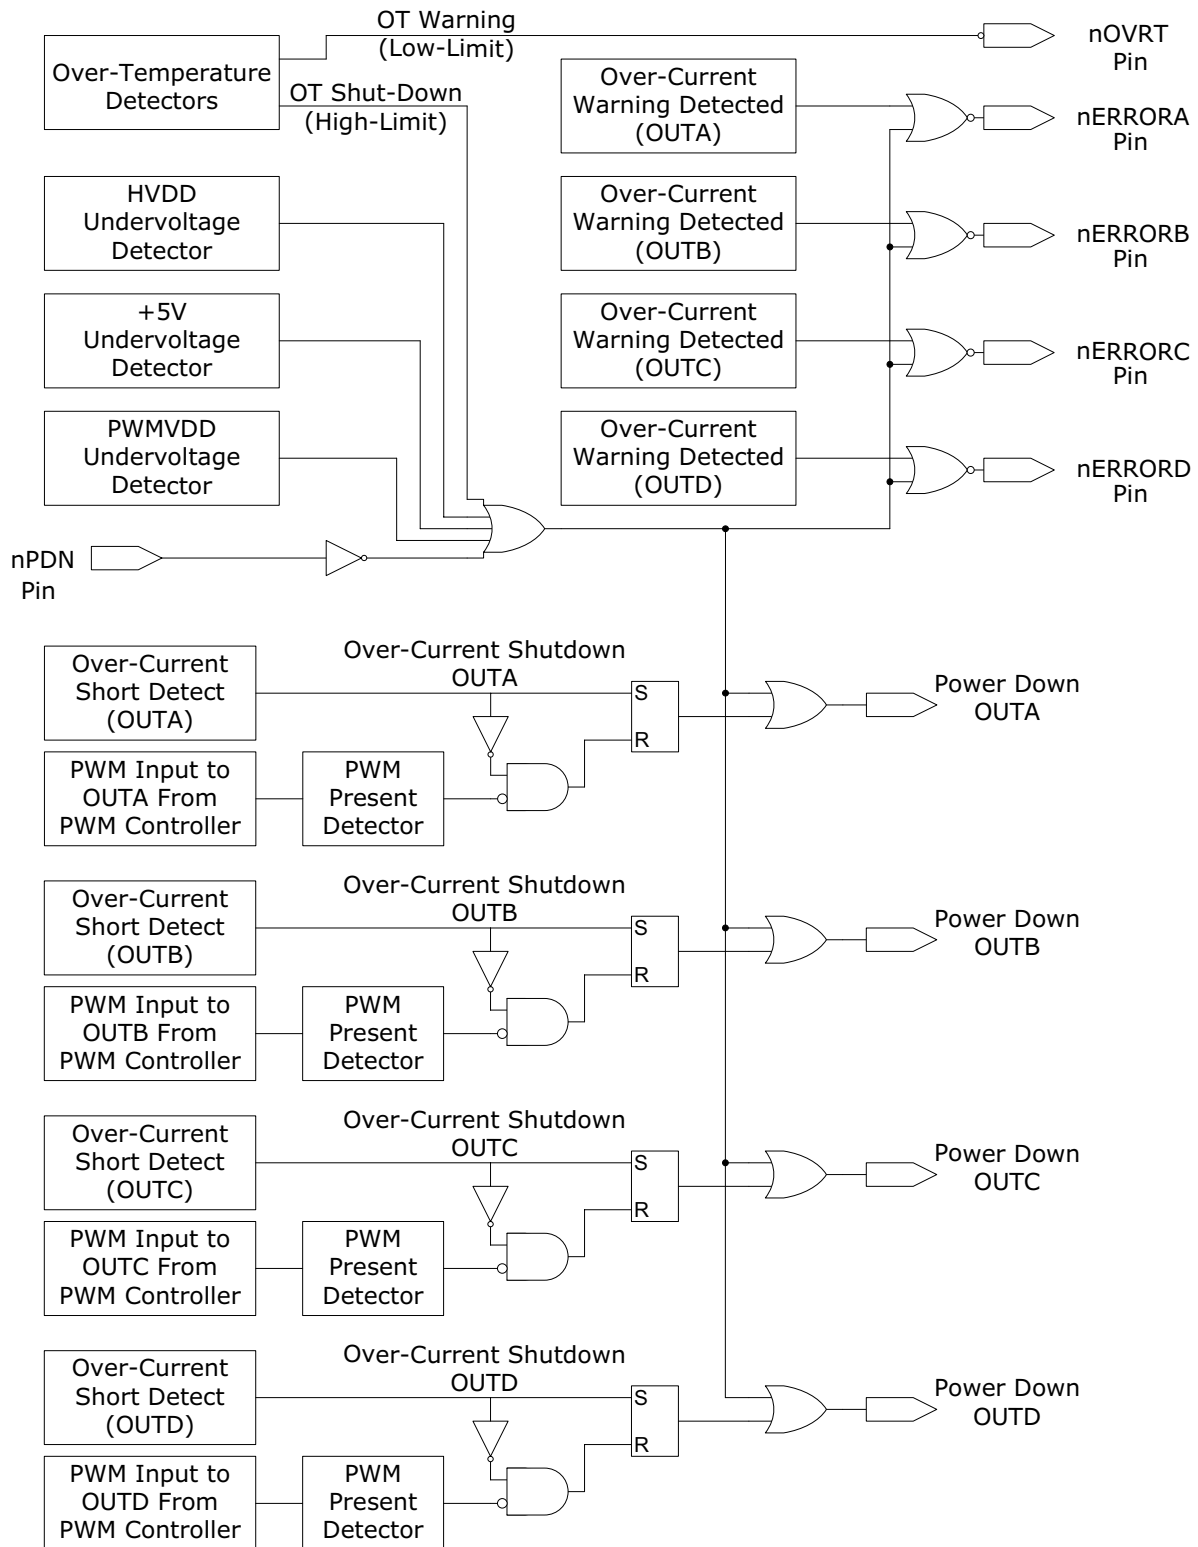 OT Warning
(Low-Limit)
nOVRT
Pin
Over-Temperature
Detectors
OT Shut-Down
(High-Limit)
Over-Current
Warning Detected
(OUTA)
nERRORA
Pin
HVDD
Undervoltage
Detector
Over-Current
Warning Detected
(OUTB)
nERRORB
Pin
+5V
Undervoltage
Detector
Over-Current
Warning Detected
(OUTC)
nERRORC
Pin
PWMVDD
Undervoltage
Detector
Over-Current
Warning Detected
(OUTD)
nERRORD
Pin
nPDN
Pin
Over-Current
Short Detect
(OUTA)
Over-Current Shutdown
OUTA
S
R
Power Down
OUTA
PWM Input to
OUTA From
PWM Controller
PWM
Present
Detector
Over-Current
Short Detect
(OUTB)
Over-Current Shutdown
OUTB
S
R
Power Down
OUTB
PWM Input to
OUTB From
PWM Controller
PWM
Present
Detector
Over-Current
Short Detect
(OUTC)
Over-Current Shutdown
OUTC
S
R
Power Down
OUTC
PWM Input to
OUTC From
PWM Controller
PWM
Present
Detector
Over-Current
Short Detect
(OUTD)
Over-Current Shutdown
OUTD
S
R
Power Down
OUTD
PWM Input to
OUTD From
PWM Controller
PWM
Present
Detector